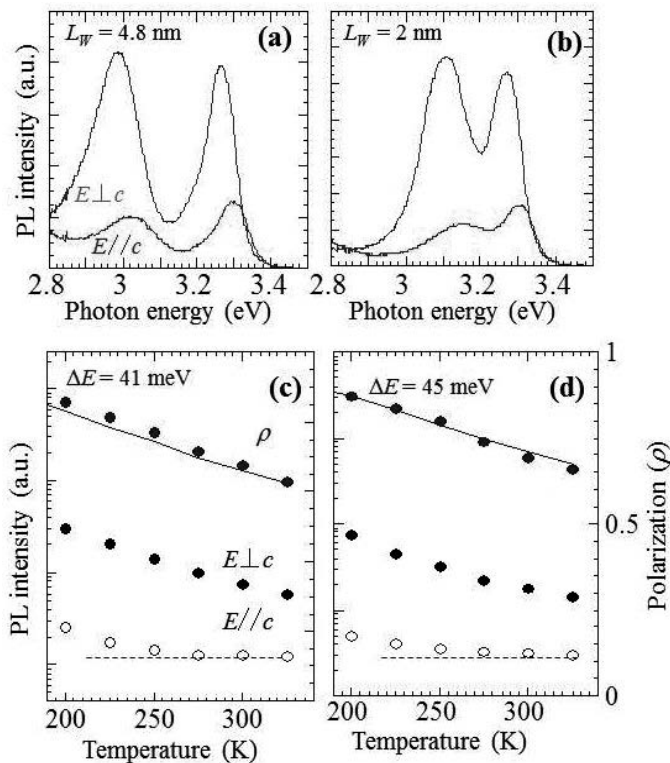 L_W = 4.8 nm (a)
L_W = 2 nm (b)
PL intensity (a.u.)
E⊥c
E//c
2.8 3 3.2 3.4
Photon energy (eV)
3 3.2 3.4
Photon energy (eV)
ΔE = 41 meV (c)
ΔE = 45 meV (d)
1
ρ
PL intensity (a.u.)
Polarization (ρ)
0.5
E⊥c
E//c
0
200 250 300
Temperature (K)
200 250 300
Temperature (K)